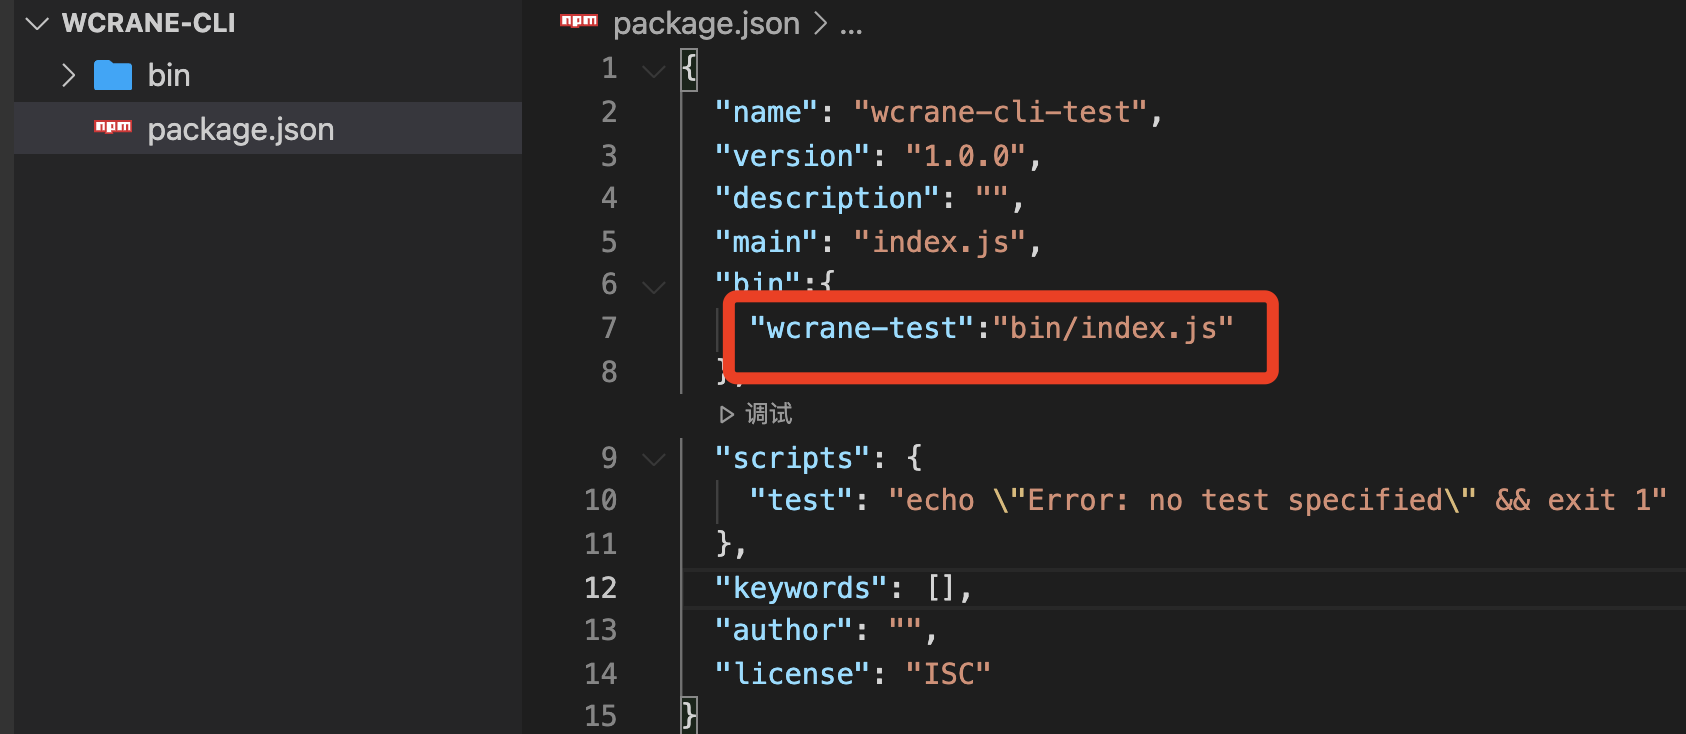 WCRANE-CLI
bin
npm package.json
npm package.json > ...
1 {
2 "name": "wcrane-cli-test",
3 "version": "1.0.0",
4 "description": "",
5 "main": "index.js",
6 "bin":{
7 "wcrane-test":"bin/index.js"
8 },
调试
9 "scripts": {
10 "test": "echo \"Error: no test specified\" && exit 1"
11 },
12 "keywords": [],
13 "author": "",
14 "license": "ISC"
15 }